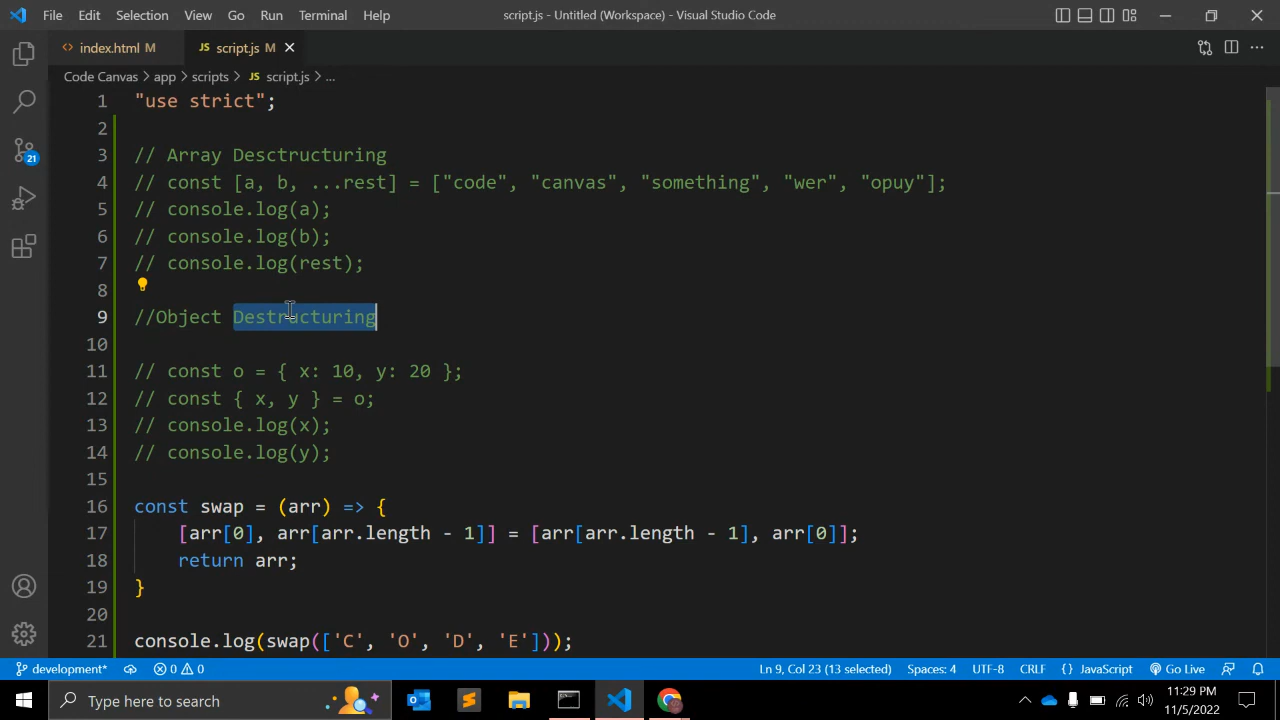 File Edit Selection View Go Run Terminal Help script.js - Untitled (Workspace) - Visual Studio Code
<> index.html M JS script.js M
Code Canvas > app > scripts > JS script.js > ...
1 "use strict";
2
3 // Array Desctructuring
4 // const [a, b, ...rest] = ["code", "canvas", "something", "wer", "opuy"];
5 // console.log(a);
6 // console.log(b);
7 // console.log(rest);
8
9 //Object Destructuring
10
11 // const o = { x: 10, y: 20 };
12 // const { x, y } = o;
13 // console.log(x);
14 // console.log(y);
15
16 const swap = (arr) => {
17 [arr[0], arr[arr.length - 1]] = [arr[arr.length - 1], arr[0]];
18 return arr;
19 }
20
21 console.log(swap(['C', 'O', 'D', 'E']));
21
development* 0 0 Ln 9, Col 23 (13 selected) Spaces: 4 UTF-8 CRLF {} JavaScript Go Live
Type here to search
11:29 PM
11/5/2022